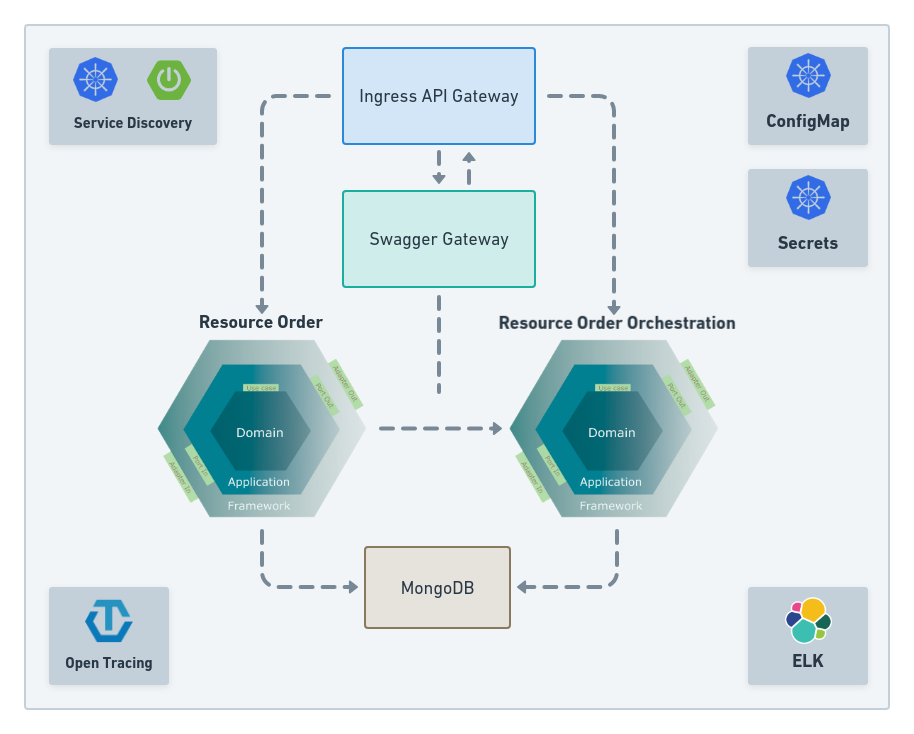 Service Discovery
Ingress API Gateway
ConfigMap
Swagger Gateway
Secrets
Resource Order
Resource Order Orchestration
Adapter Out
Port Out
Use case
Domain
Port In
Adapter In
Application
Framework
Adapter Out
Port Out
Use case
Domain
Port In
Adapter In
Application
Framework
MongoDB
Open Tracing
ELK